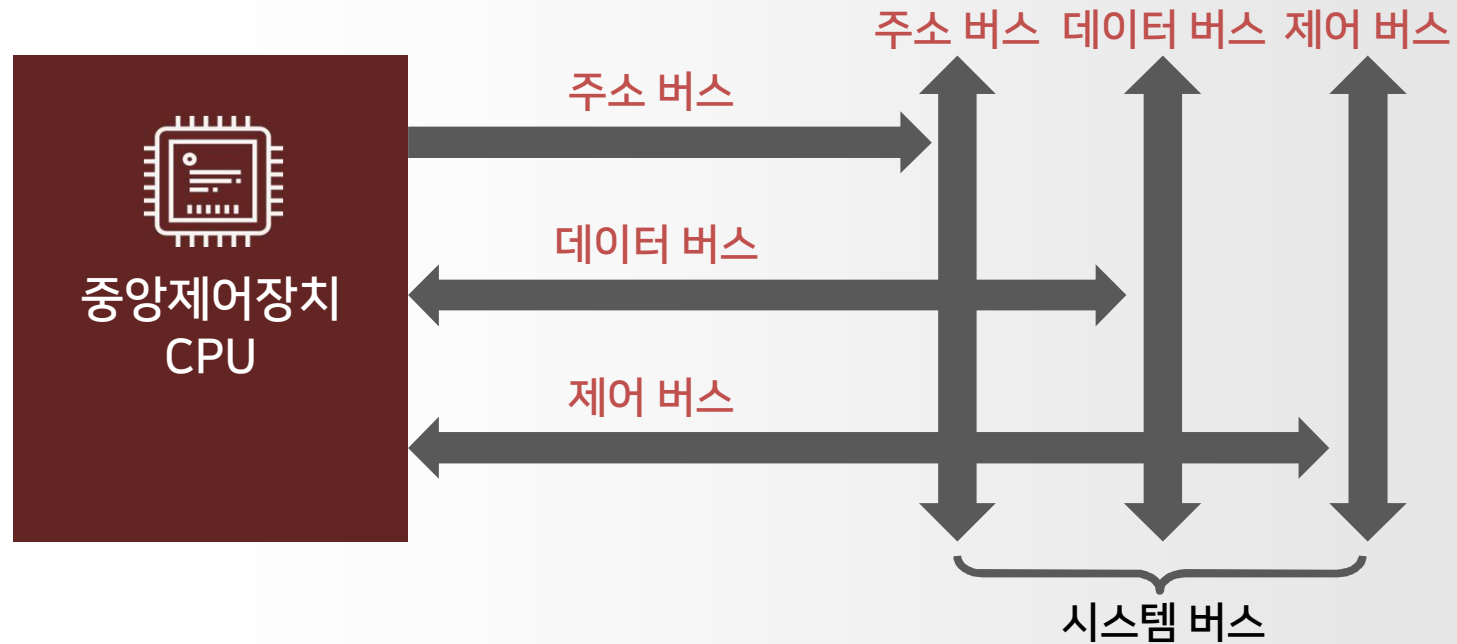 주소 버스 데이터 버스 제어 버스
주소 버스
데이터 버스
중앙제어장치
CPU
제어 버스
시스템 버스